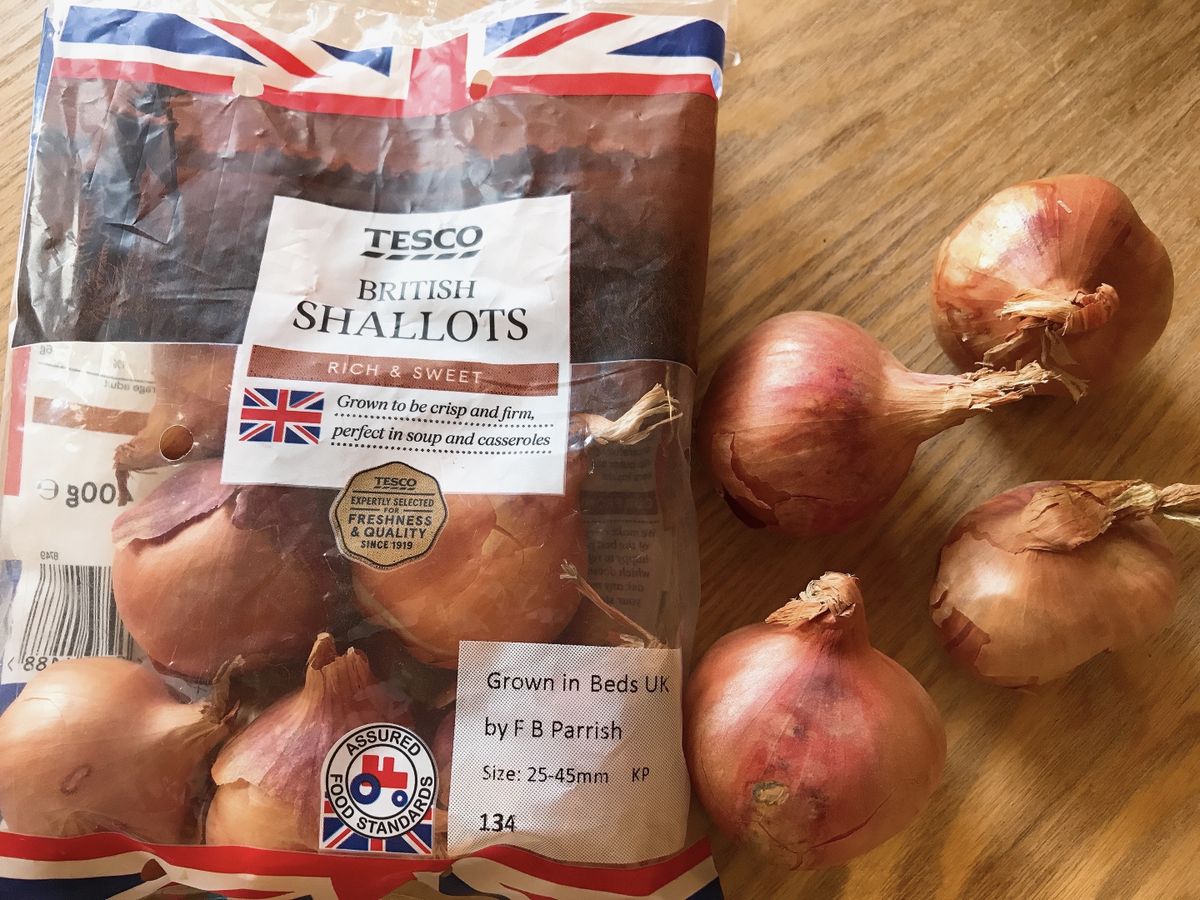 TESCO
BRITISH
SHALLOTS
RICH & SWEET
Grown to be crisp and firm,
perfect in soup and casseroles
TESCO
EXPERTLY SELECTED
FOR
FRESHNESS
& QUALITY
SINCE 1919
00g e
8749
Grown in Beds UK
by F B Parrish
Size: 25-45mm KP
134
ASSURED
FOOD STANDARDS